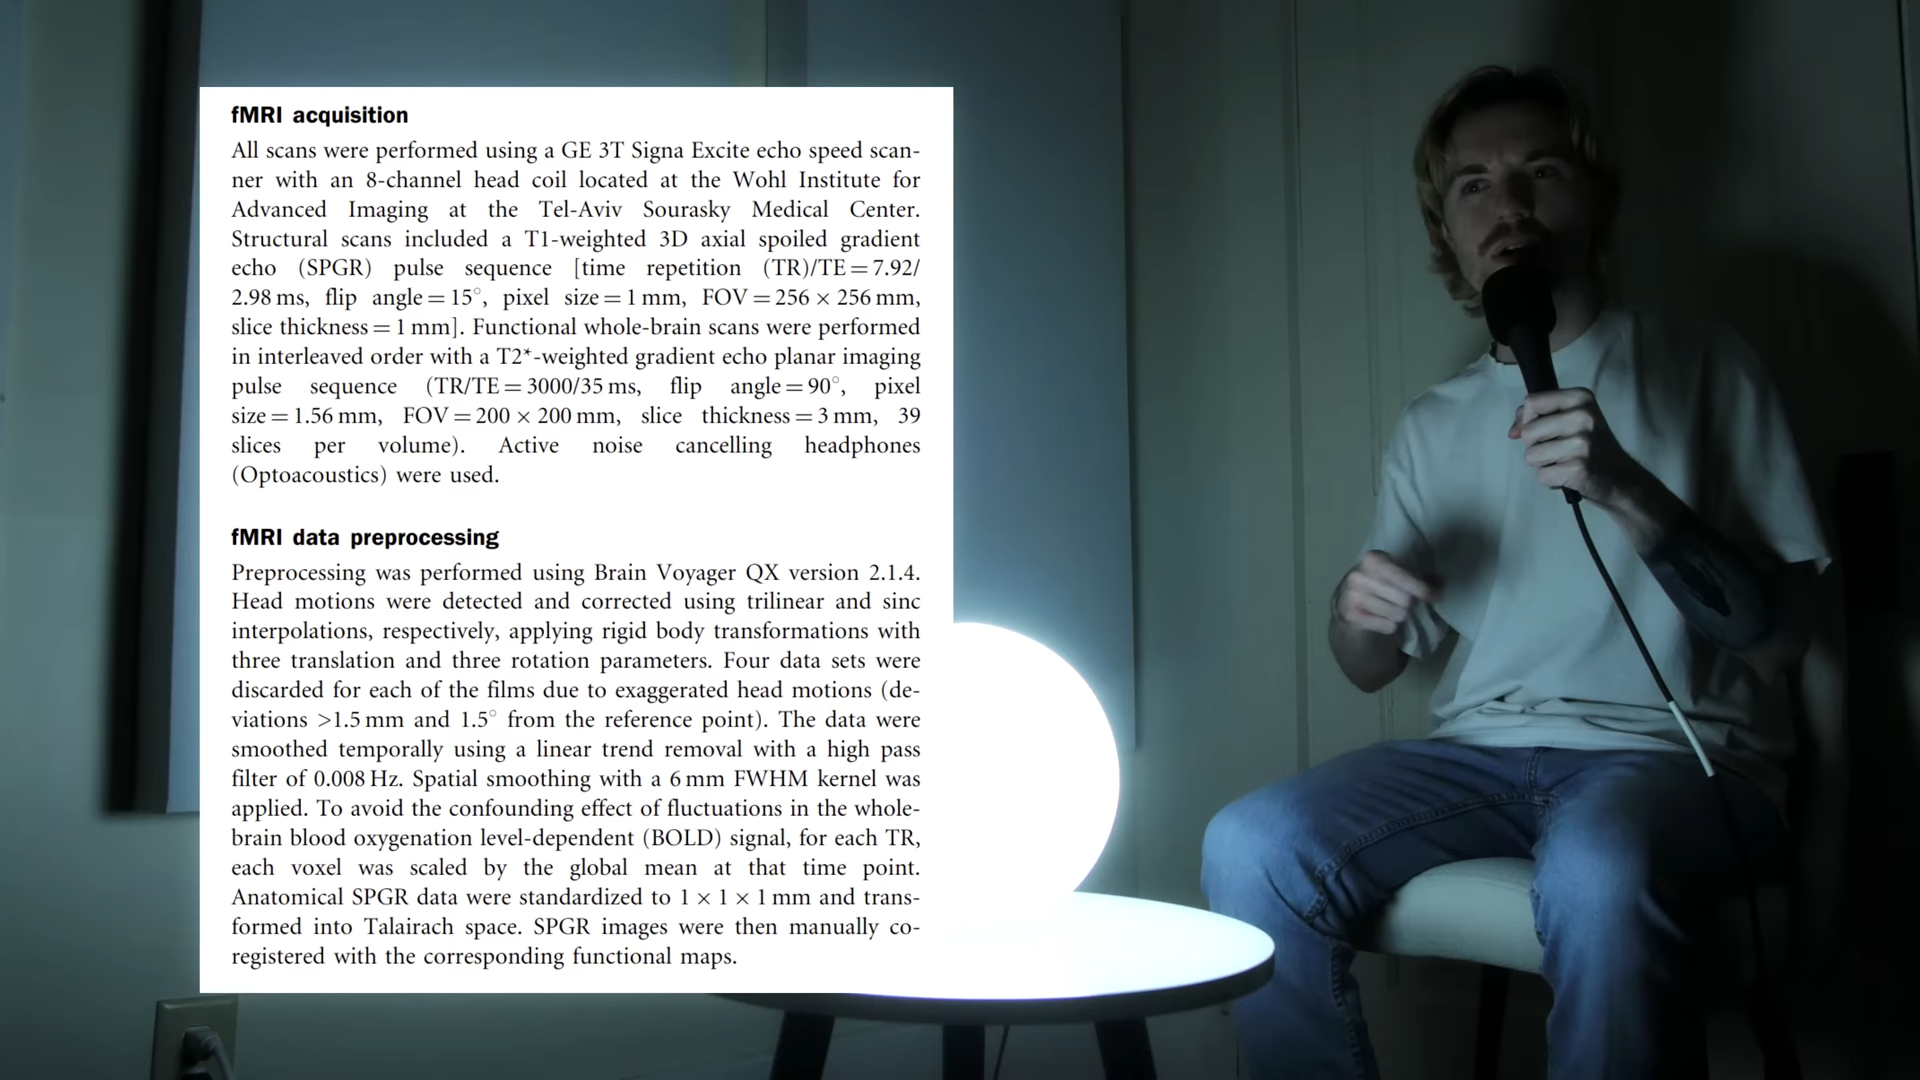 fMRI acquisition
All scans were performed using a GE 3T Signa Excite echo speed scan-
ner with an 8-channel head coil located at the Wohl Institute for
Advanced Imaging at the Tel-Aviv Sourasky Medical Center.
Structural scans included a T1-weighted 3D axial spoiled gradient
echo (SPGR) pulse sequence [time repetition (TR)/TE = 7.92/
2.98 ms, flip angle = 15°, pixel size = 1 mm, FOV = 256 × 256 mm,
slice thickness = 1 mm]. Functional whole-brain scans were performed
in interleaved order with a T2*-weighted gradient echo planar imaging
pulse sequence (TR/TE = 3000/35 ms, flip angle = 90°, pixel
size = 1.56 mm, FOV = 200 × 200 mm, slice thickness = 3 mm, 39
slices per volume). Active noise cancelling headphones
(Optoacoustics) were used.
fMRI data preprocessing
Preprocessing was performed using Brain Voyager QX version 2.1.4.
Head motions were detected and corrected using trilinear and sinc
interpolations, respectively, applying rigid body transformations with
three translation and three rotation parameters. Four data sets were
discarded for each of the films due to exaggerated head motions (de-
viations >1.5 mm and 1.5° from the reference point). The data were
smoothed temporally using a linear trend removal with a high pass
filter of 0.008 Hz. Spatial smoothing with a 6 mm FWHM kernel was
applied. To avoid the confounding effect of fluctuations in the whole-
brain blood oxygenation level-dependent (BOLD) signal, for each TR,
each voxel was scaled by the global mean at that time point.
Anatomical SPGR data were standardized to 1 × 1 × 1 mm and trans-
formed into Talairach space. SPGR images were then manually co-
registered with the corresponding functional maps.